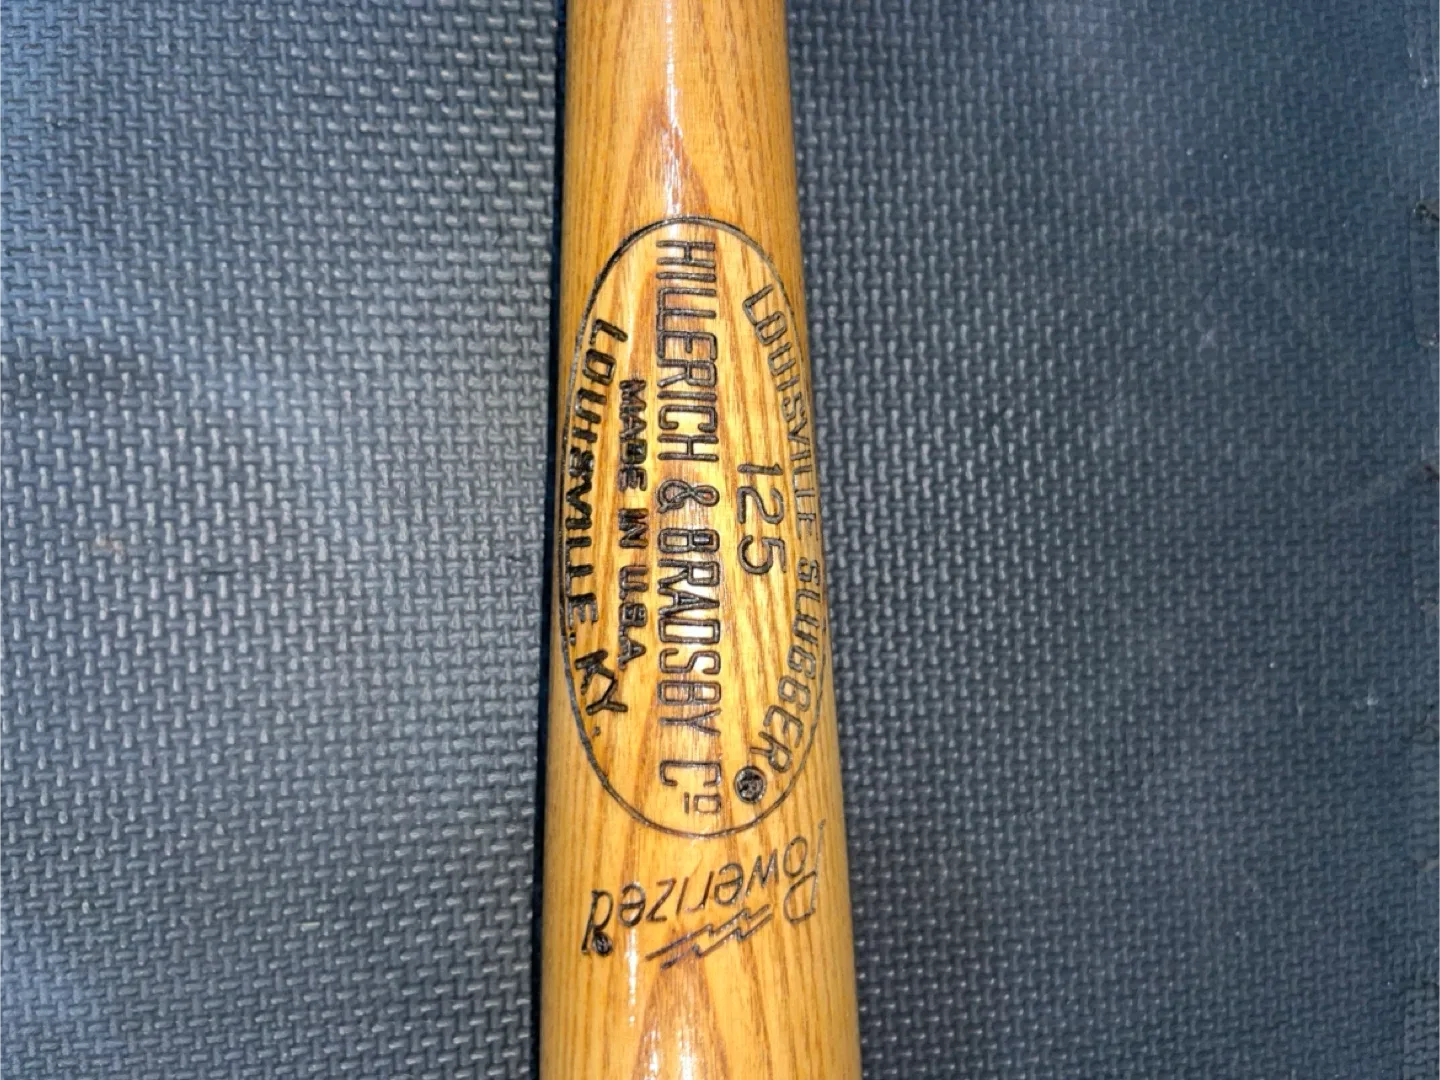 LOUISVILLE SLUGGER®
125
HILLERICH & BRADSBY Cº
MADE IN U.S.A.
LOUISVILLE, KY.
Powerized
®